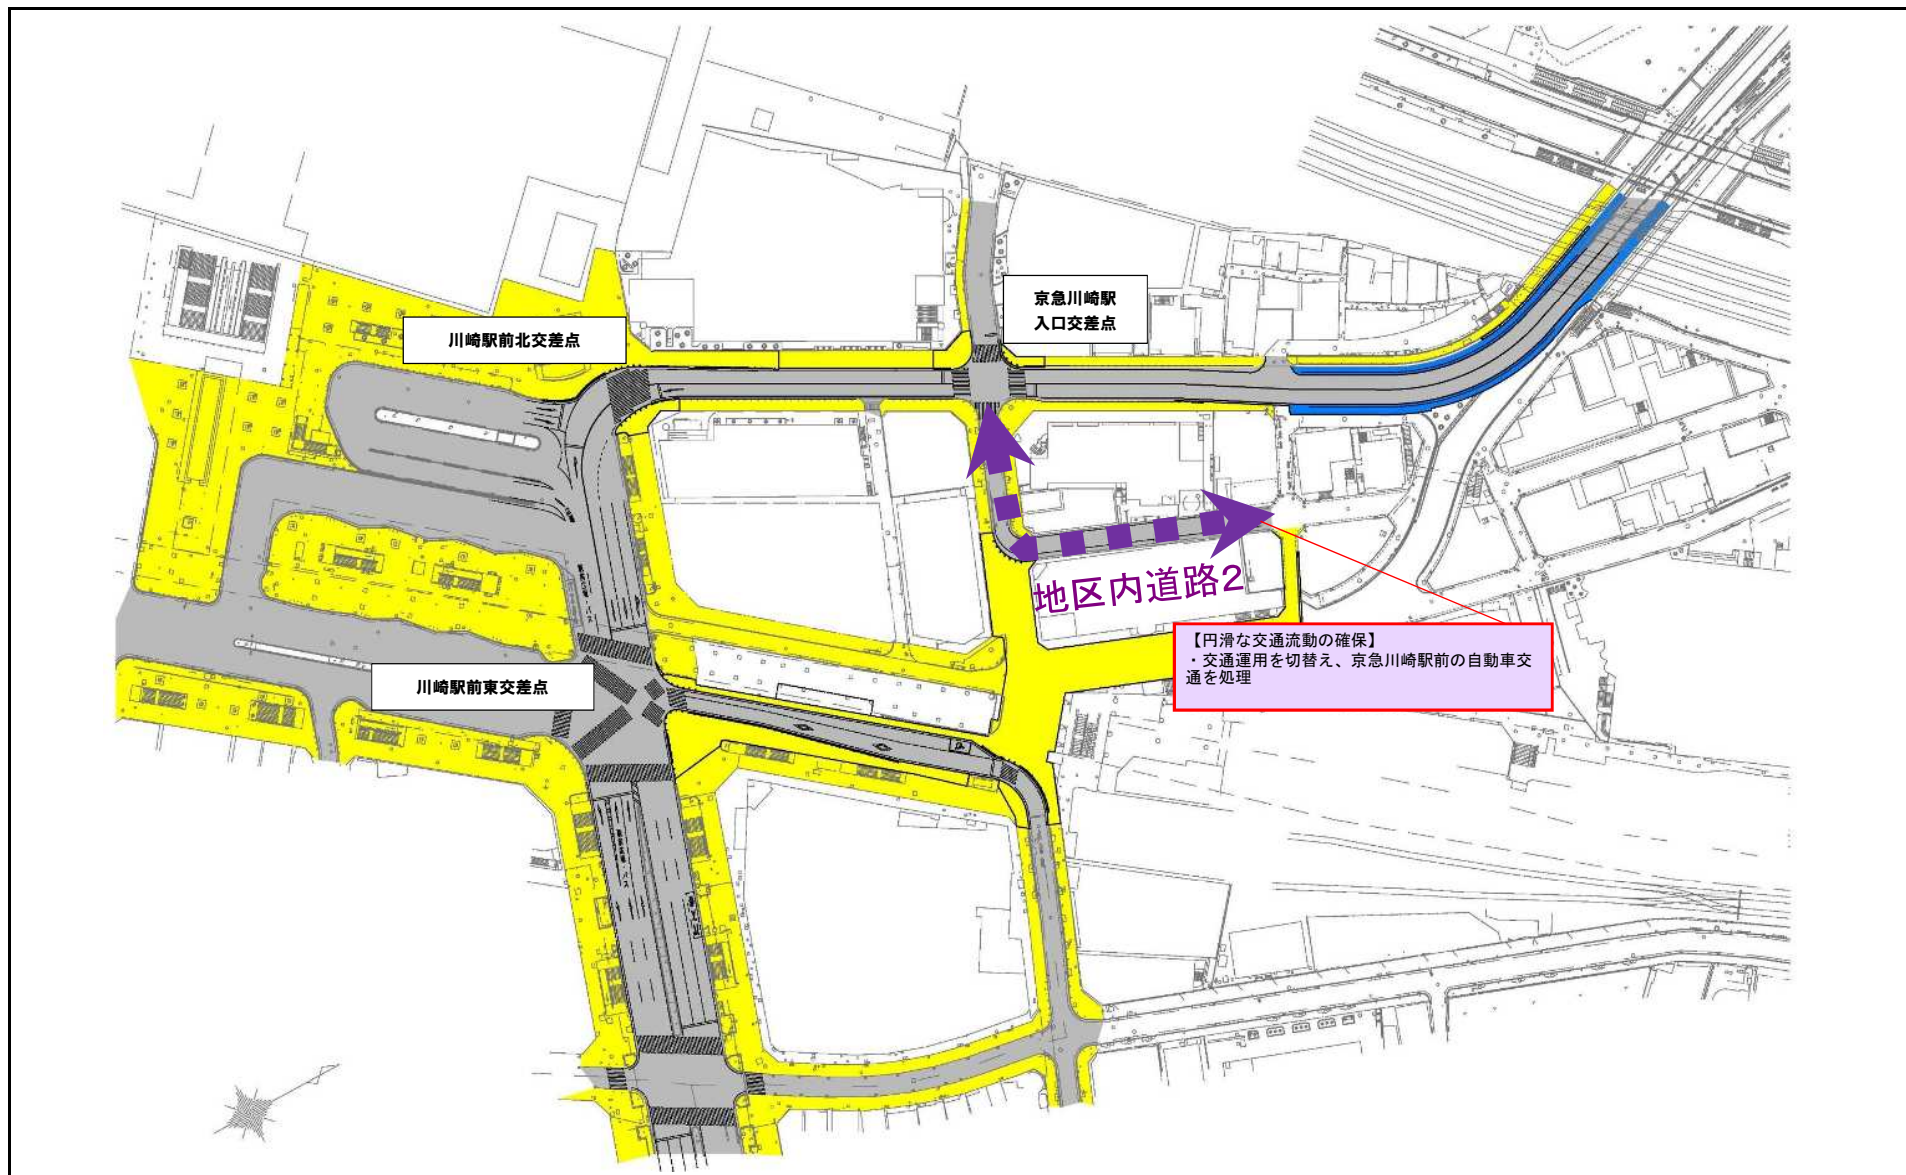 京急川崎駅
入口交差点
川崎駅前北交差点
地区内道路2
【円滑な交通流動の確保】
・交通運用を切替え、京急川崎駅前の自動車交
通を処理
川崎駅前東交差点